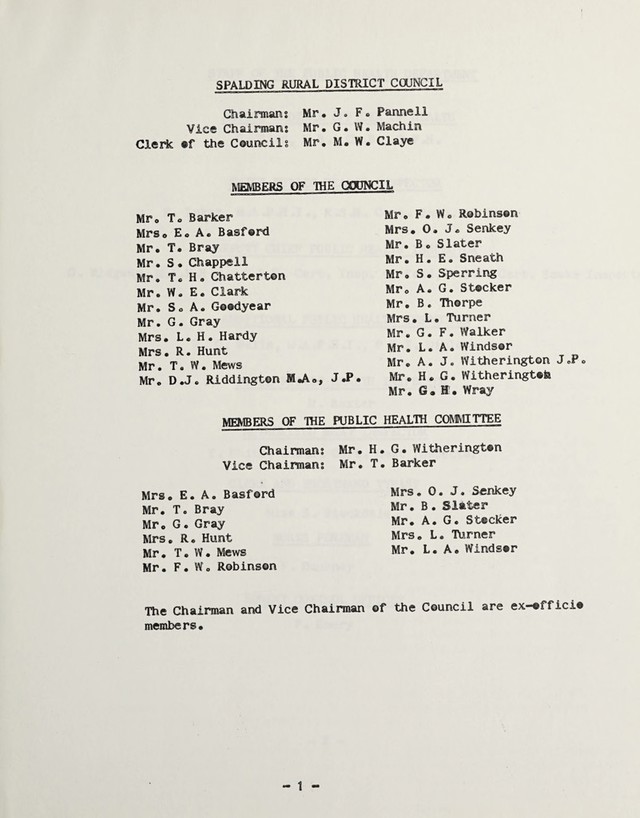 SPALDING RURAL DISTRICT COUNCIL
Chairman: Mr. J. F. Pannell
Vice Chairman: Mr. G. W. Machin
Clerk of the Council: Mr. M. W. Claye
MEMBERS OF THE COUNCIL
Mr. T. Barker
Mrs. E. A. Basford
Mr. T. Bray
Mr. S. Chappell
Mr. T. H. Chatterton
Mr. W. E. Clark
Mr. S. A. Goodyear
Mr. G. Gray
Mrs. L. H. Hardy
Mrs. R. Hunt
Mr. T. W. Mews
Mr. D.J. Riddington M.A., J.P.
Mr. F. W. Robinson
Mrs. O. J. Senkey
Mr. B. Slater
Mr. H. E. Sneath
Mr. S. Sperring
Mr. A. G. Stocker
Mr. B. Thorpe
Mrs. L. Turner
Mr. G. F. Walker
Mr. L. A. Windsor
Mr. A. J. Witherington J.P.
Mr. H. G. Witherington
Mr. G. H. Wray
MEMBERS OF THE PUBLIC HEALTH COMMITTEE
Chairman: Mr. H. G. Witherington
Vice Chairman: Mr. T. Barker
Mrs. E. A. Basford
Mr. T. Bray
Mr. G. Gray
Mrs. R. Hunt
Mr. T. W. Mews
Mr. F. W. Robinson
Mrs. O. J. Senkey
Mr. B. Slater
Mr. A. G. Stocker
Mrs. L. Turner
Mr. L. A. Windsor
The Chairman and Vice Chairman of the Council are ex-officio
members.
- 1 -